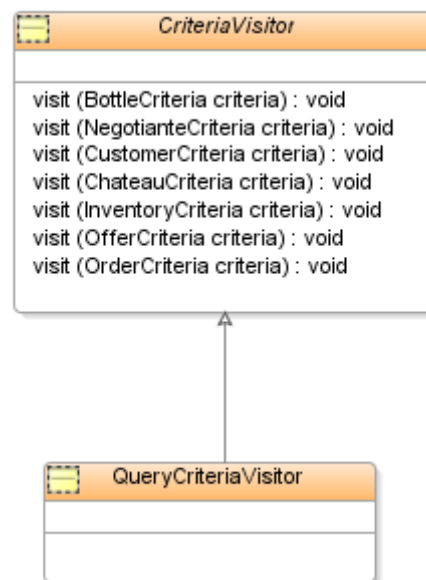 CriteriaVisitor
visit (BottleCriteria criteria) : void
visit (NegotianteCriteria criteria) : void
visit (CustomerCriteria criteria) : void
visit (ChateauCriteria criteria) : void
visit (InventoryCriteria criteria) : void
visit (OfferCriteria criteria) : void
visit (OrderCriteria criteria) : void
QueryCriteriaVisitor